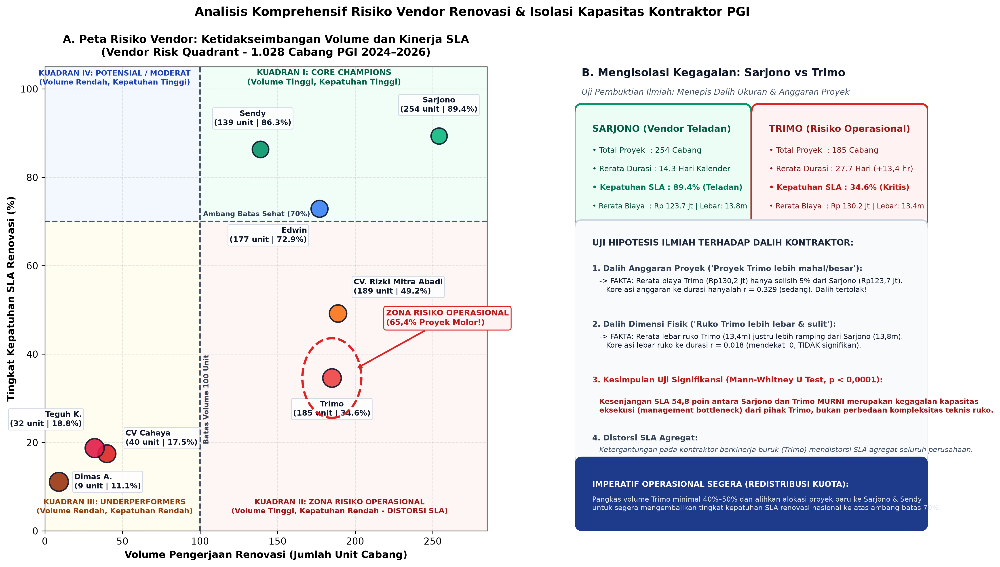 Analisis Komprehensif Risiko Vendor Renovasi & Isolasi Kapasitas Kontraktor PGI
A. Peta Risiko Vendor: Ketidakseimbangan Volume dan Kinerja SLA
(Vendor Risk Quadrant - 1.028 Cabang PGI 2024–2026)
Tingkat Kepatuhan SLA Renovasi (%)
100
80
60
40
20
0
KUADRAN IV: POTENSIAL / MODERAT
(Volume Rendah, Kepatuhan Tinggi)
KUADRAN I: CORE CHAMPIONS
(Volume Tinggi, Kepatuhan Tinggi)
Sarjono
(254 unit | 89.4%)
Sendy
(139 unit | 86.3%)
Ambang Batas Sehat (70%)
Edwin
(177 unit | 72.9%)
CV. Rizki Mitra Abadi
(189 unit | 49.2%)
ZONA RISIKO OPERASIONAL
(65,4% Proyek Molor!)
Batas Volume 100 Unit
Trimo
(185 unit | 34.6%)
Teguh K.
(32 unit | 18.8%)
CV Cahaya
(40 unit | 17.5%)
Dimas A.
(9 unit | 11.1%)
KUADRAN III: UNDERPERFORMERS
(Volume Rendah, Kepatuhan Rendah)
KUADRAN II: ZONA RISIKO OPERASIONAL
(Volume Tinggi, Kepatuhan Rendah - DISTORSI SLA)
0
50
100
150
200
250
Volume Pengerjaan Renovasi (Jumlah Unit Cabang)
B. Mengisolasi Kegagalan: Sarjono vs Trimo
Uji Pembuktian Ilmiah: Menepis Dalih Ukuran & Anggaran Proyek
SARJONO (Vendor Teladan)
• Total Proyek  : 254 Cabang
• Rerata Durasi : 14.3 Hari Kalender
• Kepatuhan SLA : 89.4% (Teladan)
• Rerata Biaya  : Rp 123.7 Jt | Lebar: 13.8m
TRIMO (Risiko Operasional)
• Total Proyek  : 185 Cabang
• Rerata Durasi : 27.7 Hari (+13,4 hr)
• Kepatuhan SLA : 34.6% (Kritis)
• Rerata Biaya  : Rp 130.2 Jt | Lebar: 13.4m
UJI HIPOTESIS ILMIAH TERHADAP DALIH KONTRAKTOR:
1. Dalih Anggaran Proyek ('Proyek Trimo lebih mahal/besar'):
-> FAKTA: Rerata biaya Trimo (Rp130,2 Jt) hanya selisih 5% dari Sarjono (Rp123,7 Jt).
Korelasi anggaran ke durasi hanyalah r = 0.329 (sedang). Dalih tertolak!
2. Dalih Dimensi Fisik ('Ruko Trimo lebih lebar & sulit'):
-> FAKTA: Rerata lebar ruko Trimo (13,4m) justru lebih ramping dari Sarjono (13,8m).
Korelasi lebar ruko ke durasi r = 0.018 (mendekati 0, TIDAK signifikan).
3. Kesimpulan Uji Signifikansi (Mann-Whitney U Test, p < 0,0001):
Kesenjangan SLA 54,8 poin antara Sarjono dan Trimo MURNI merupakan kegagalan kapasitas
eksekusi (management bottleneck) dari pihak Trimo, bukan perbedaan kompleksitas teknis ruko.
4. Distorsi SLA Agregat:
Ketergantungan pada kontraktor berkinerja buruk (Trimo) mendistorsi SLA agregat seluruh perusahaan.
IMPERATIF OPERASIONAL SEGERA (REDISTRIBUSI KUOTA):
Pangkas volume Trimo minimal 40%–50% dan alihkan alokasi proyek baru ke Sarjono & Sendy
untuk segera mengembalikan tingkat kepatuhan SLA renovasi nasional ke atas ambang batas 70%.